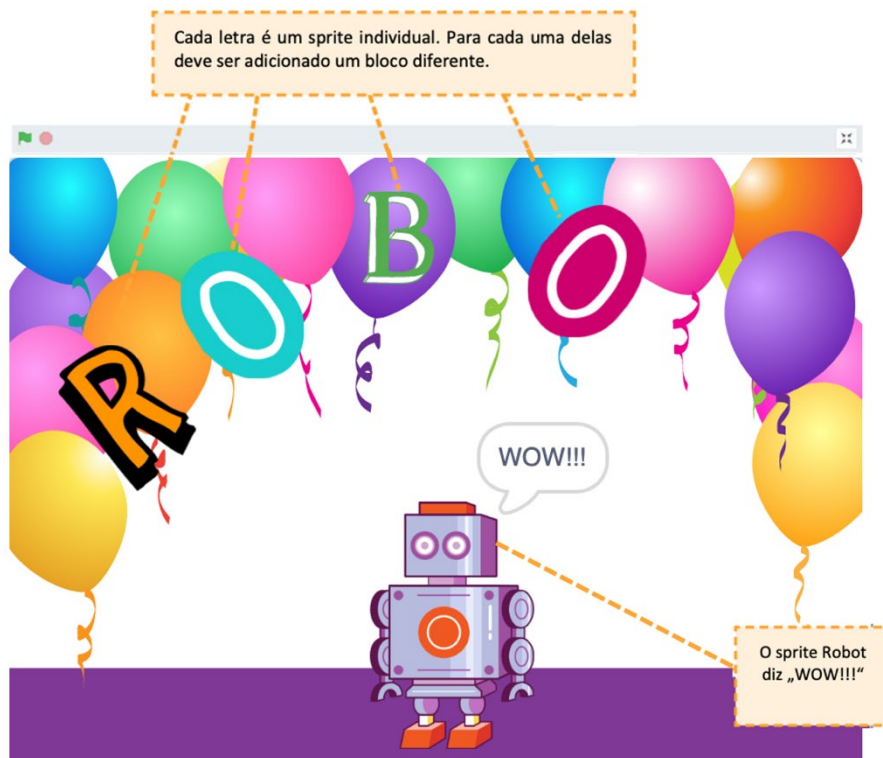 Cada letra é um sprite individual. Para cada uma delas
deve ser adicionado um bloco diferente.
R O B O
WOW!!!
O sprite Robot
diz „WOW!!!“